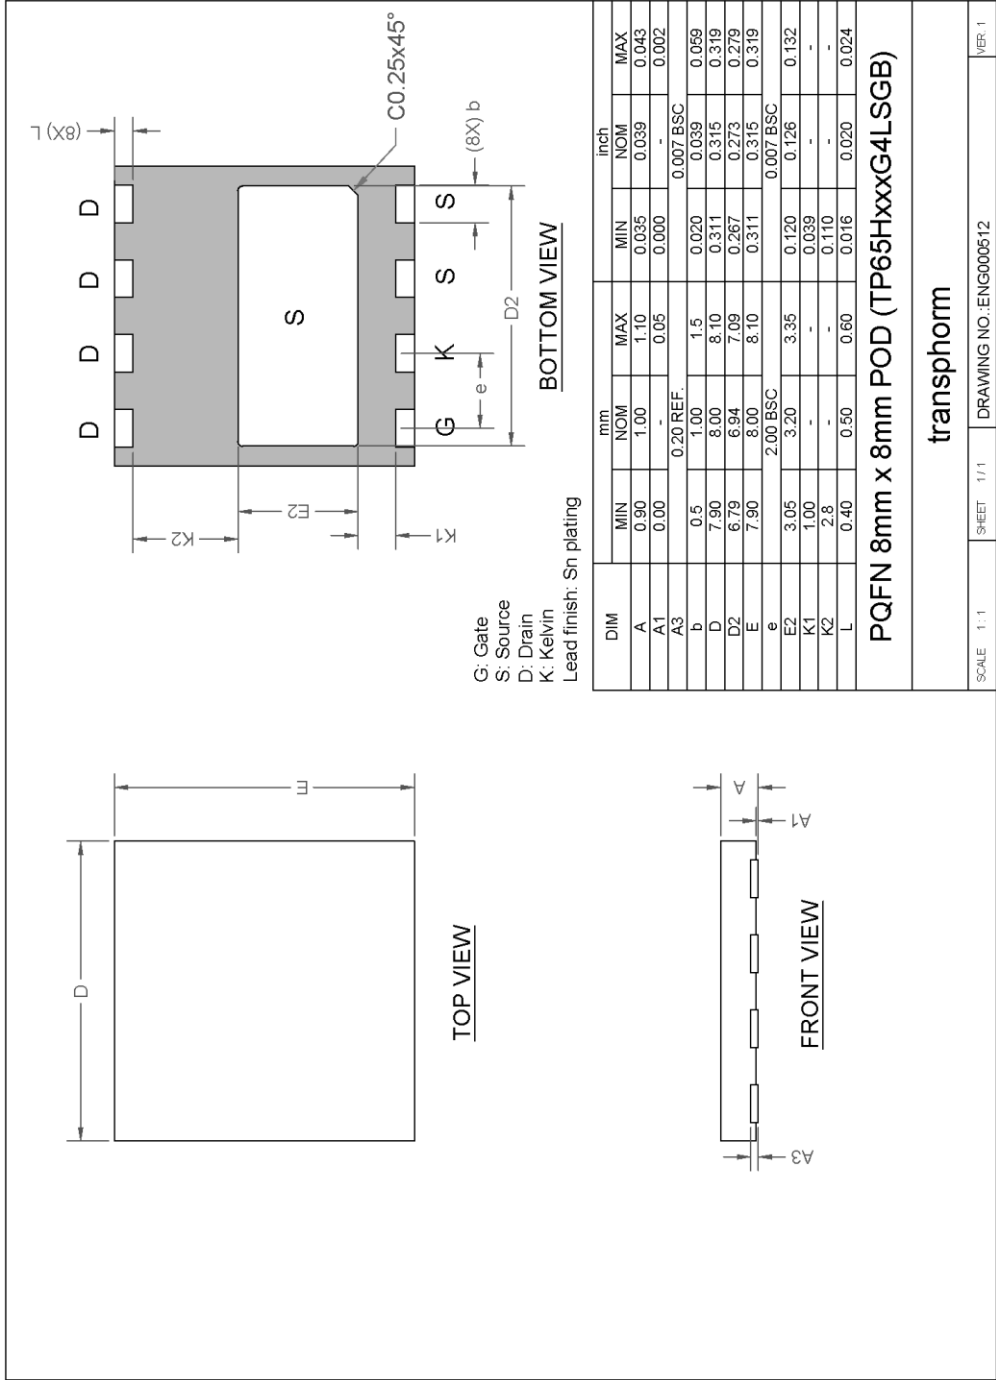 D
E
TOP VIEW
A
A1
A3
FRONT VIEW
(8X) L
D D D D
S
C0.25x45°
K2
E2
K1
G K S S
(8X) b
e
D2
BOTTOM VIEW
G: Gate
S: Source
D: Drain
K: Kelvin
Lead finish: Sn plating
DIM mm inch
MIN NOM MAX MIN NOM MAX
A 0.90 1.00 1.10 0.035 0.039 0.043
A1 0.00 - 0.05 0.000 - 0.002
A3 0.20 REF. 0.007 BSC
b 0.5 1.00 1.5 0.020 0.039 0.059
D 7.90 8.00 8.10 0.311 0.315 0.319
D2 6.79 6.94 7.09 0.267 0.273 0.279
E 7.90 8.00 8.10 0.311 0.315 0.319
e 2.00 BSC 0.007 BSC
E2 3.05 3.20 3.35 0.120 0.126 0.132
K1 1.00 - - 0.039 - -
K2 2.8 - - 0.110 - -
L 0.40 0.50 0.60 0.016 0.020 0.024
PQFN 8mm x 8mm POD (TP65HxxxG4LSGB)
transphorm
SCALE 1 : 1 SHEET 1 / 1 DRAWING NO.:ENG000512 VER. 1